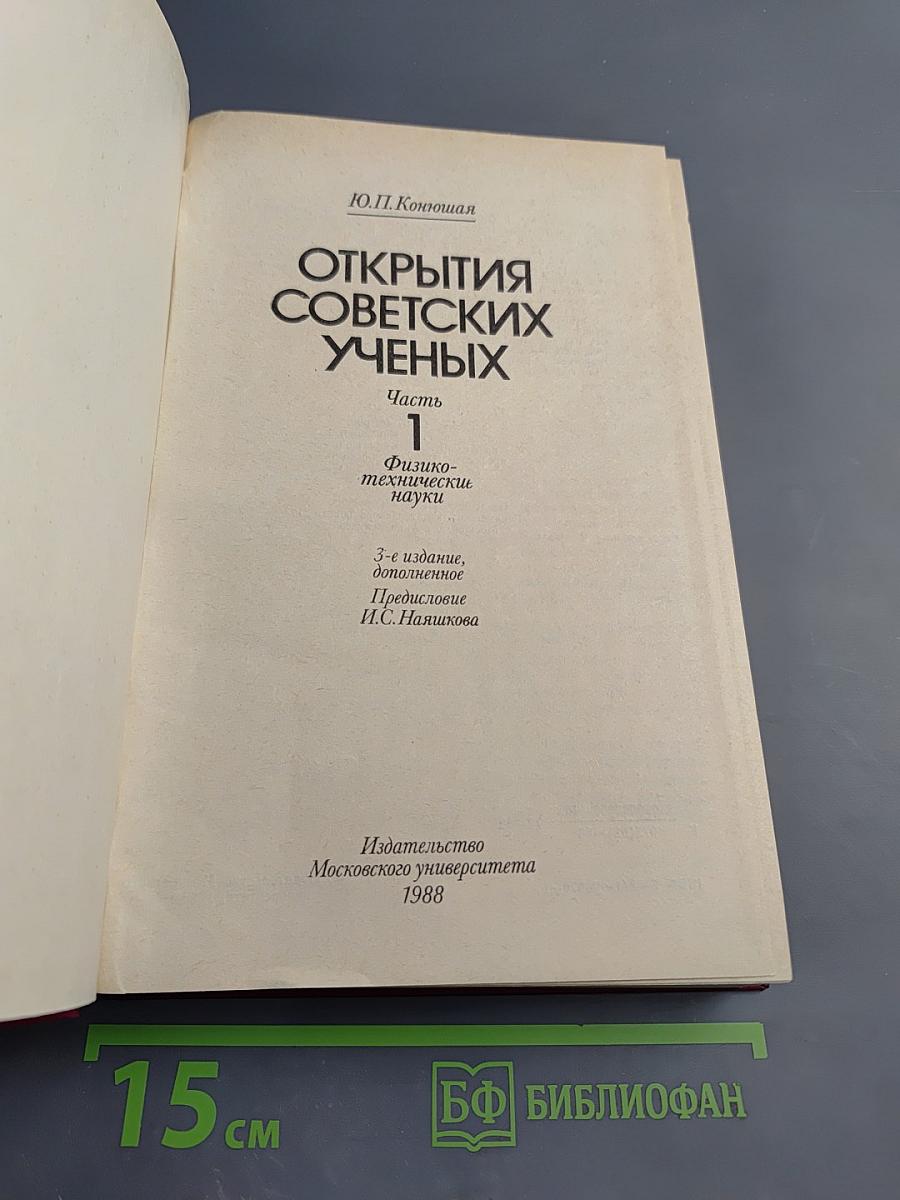 Ю.П.Конюшая
ОТКРЫТИЯ
СОВЕТСКИХ
УЧЕНЫХ
Часть
1
Физико-
технические
науки
3-е издание,
дополненное
Предисловие
И.С.Наяшкова
Издательство
Московского университета
1988
15 см
БФ БИБЛИОФАН